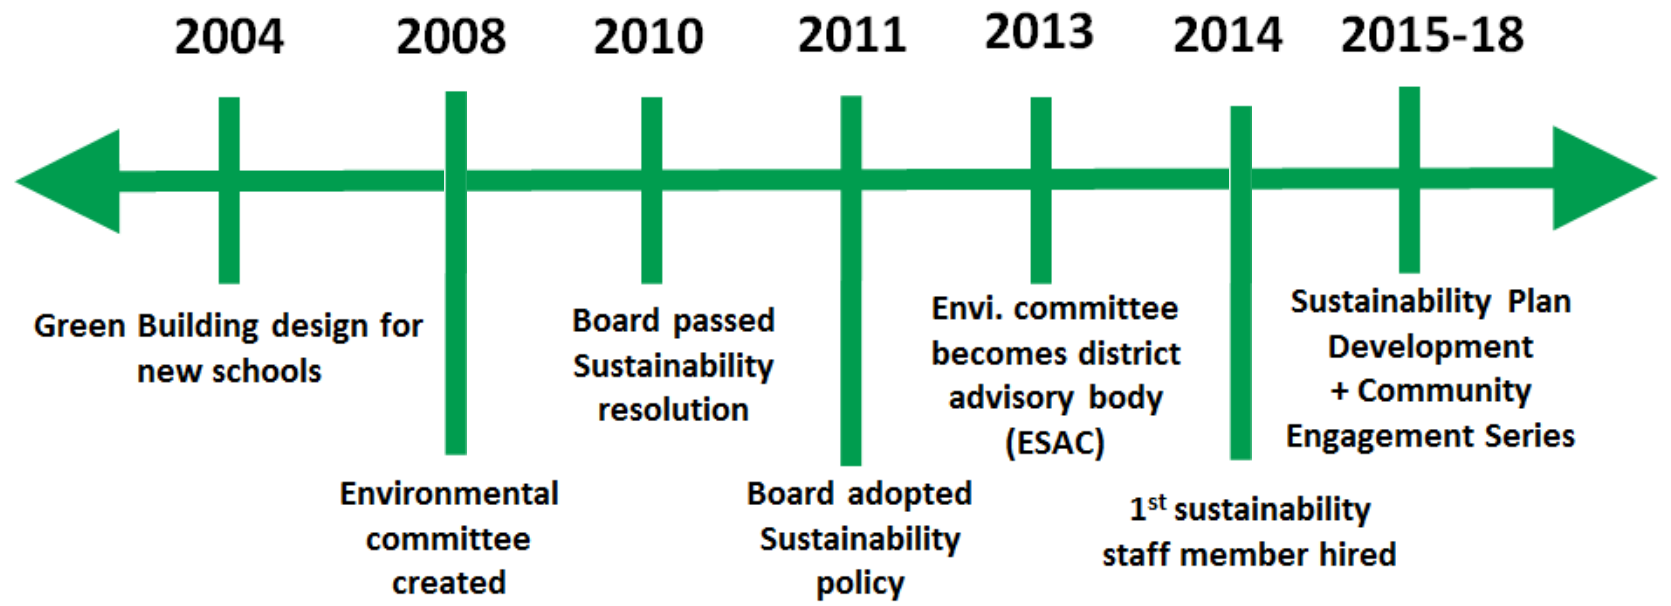 2004
2008
2010
2011
2013
2014
2015-18
Green Building design for
new schools
Environmental
committee
created
Board passed
Sustainability
resolution
Board adopted
Sustainability
policy
Envi. committee
becomes district
advisory body
(ESAC)
1st sustainability
staff member hired
Sustainability Plan
Development
+ Community
Engagement Series